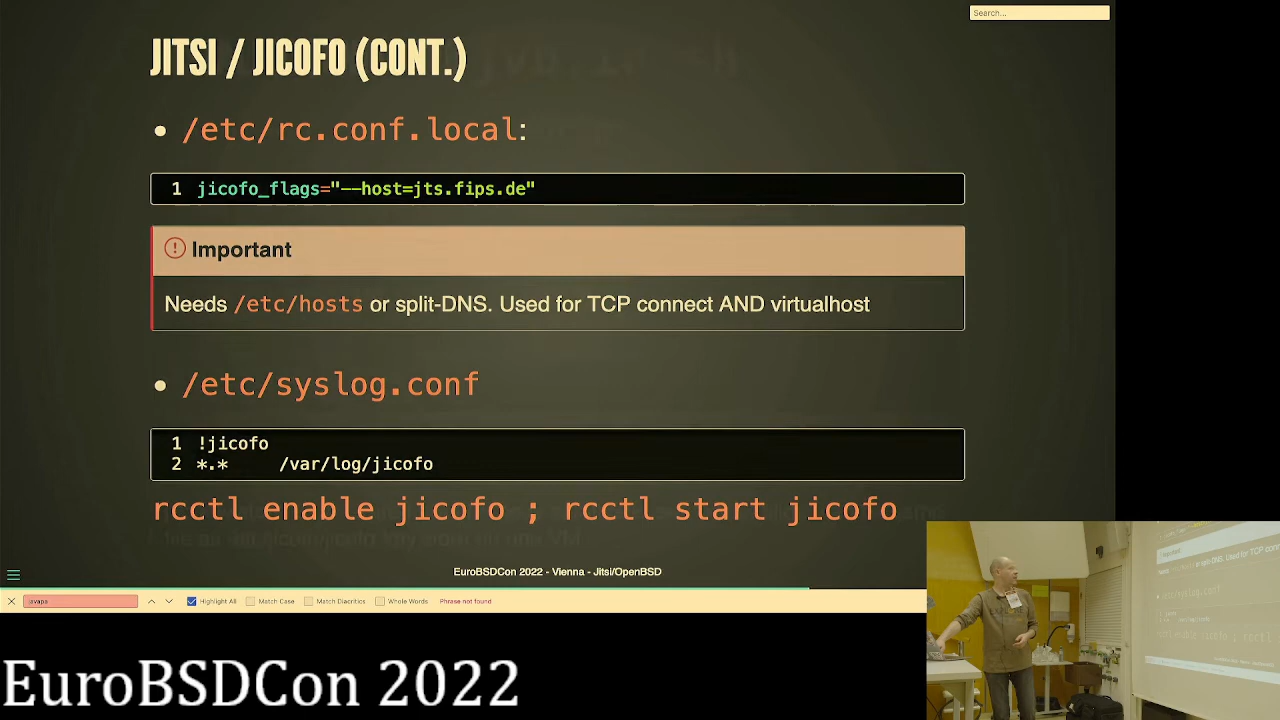 Search...
JITSI / JICOFO (CONT.)
• /etc/rc.conf.local:
1 jicofo_flags="--host=jts.fips.de"
Important
Needs /etc/hosts or split-DNS. Used for TCP connect AND virtualhost
• /etc/syslog.conf
1 !jicofo
2 *.* /var/log/jicofo
rcctl enable jicofo ; rcctl start jicofo
EuroBSDCon 2022 - Vienna - Jitsi/OpenBSD
Highlight All Match Case Match Diacritics Whole Words Phrase not found
EuroBSDCon 2022